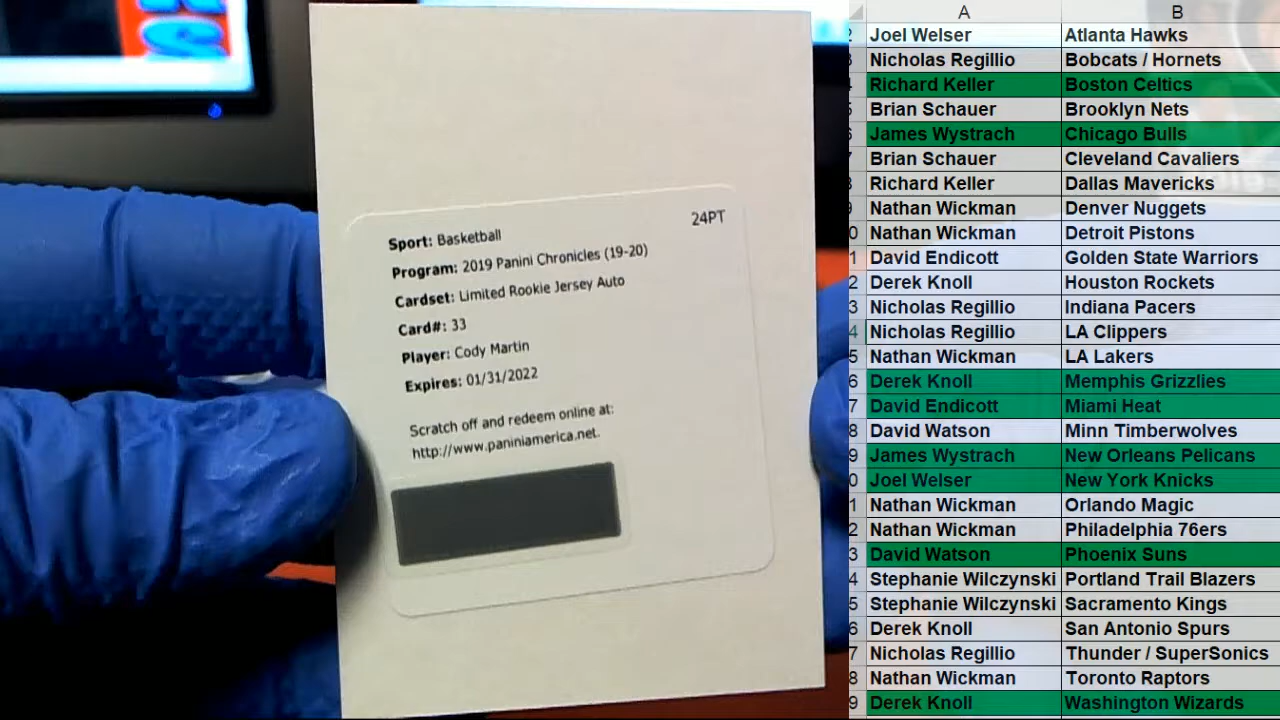 24PT
Sport: Basketball
Program: 2019 Panini Chronicles (19-20)
Cardset: Limited Rookie Jersey Auto
Card#: 33
Player: Cody Martin
Expires: 01/31/2022
Scratch off and redeem online at:
http://www.paniniamerica.net.
A B
Joel Welser Atlanta Hawks
Nicholas Regillio Bobcats / Hornets
Richard Keller Boston Celtics
Brian Schauer Brooklyn Nets
James Wystrach Chicago Bulls
Brian Schauer Cleveland Cavaliers
Richard Keller Dallas Mavericks
Nathan Wickman Denver Nuggets
Nathan Wickman Detroit Pistons
David Endicott Golden State Warriors
Derek Knoll Houston Rockets
Nicholas Regillio Indiana Pacers
Nicholas Regillio LA Clippers
Nathan Wickman LA Lakers
Derek Knoll Memphis Grizzlies
David Endicott Miami Heat
David Watson Minn Timberwolves
James Wystrach New Orleans Pelicans
Joel Welser New York Knicks
Nathan Wickman Orlando Magic
Nathan Wickman Philadelphia 76ers
David Watson Phoenix Suns
Stephanie Wilczynski Portland Trail Blazers
Stephanie Wilczynski Sacramento Kings
Derek Knoll San Antonio Spurs
Nicholas Regillio Thunder / SuperSonics
Nathan Wickman Toronto Raptors
Derek Knoll Washington Wizards